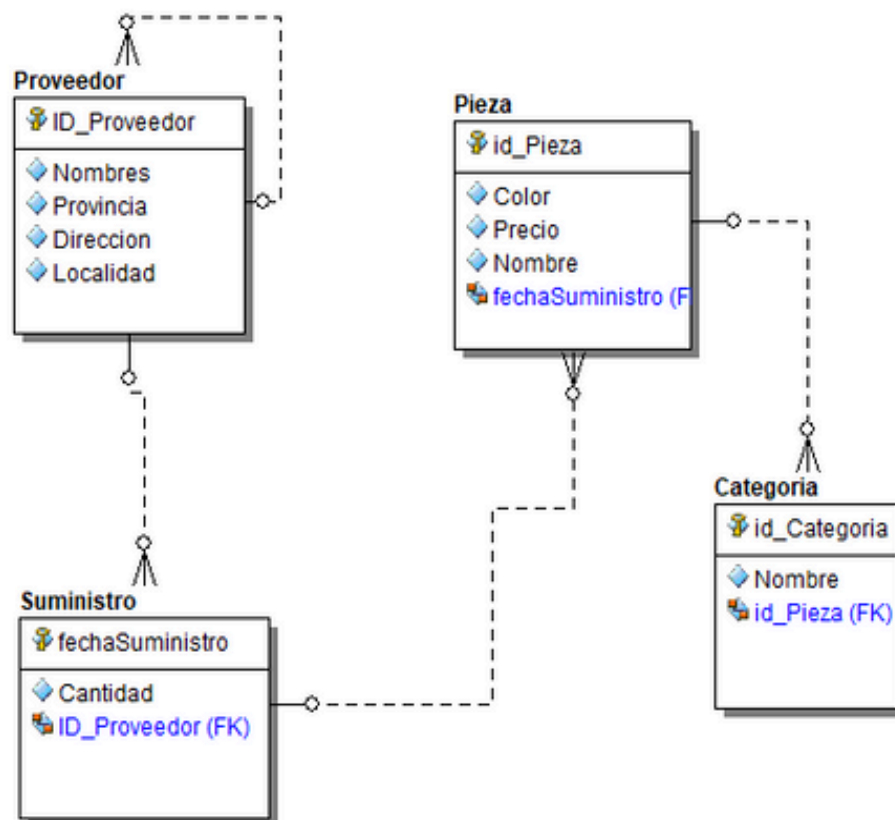 Proveedor
ID_Proveedor
Nombres
Provincia
Direccion
Localidad
Pieza
id_Pieza
Color
Precio
Nombre
fechaSuministro (F
Categoria
id_Categoria
Nombre
id_Pieza (FK)
Suministro
fechaSuministro
Cantidad
ID_Proveedor (FK)